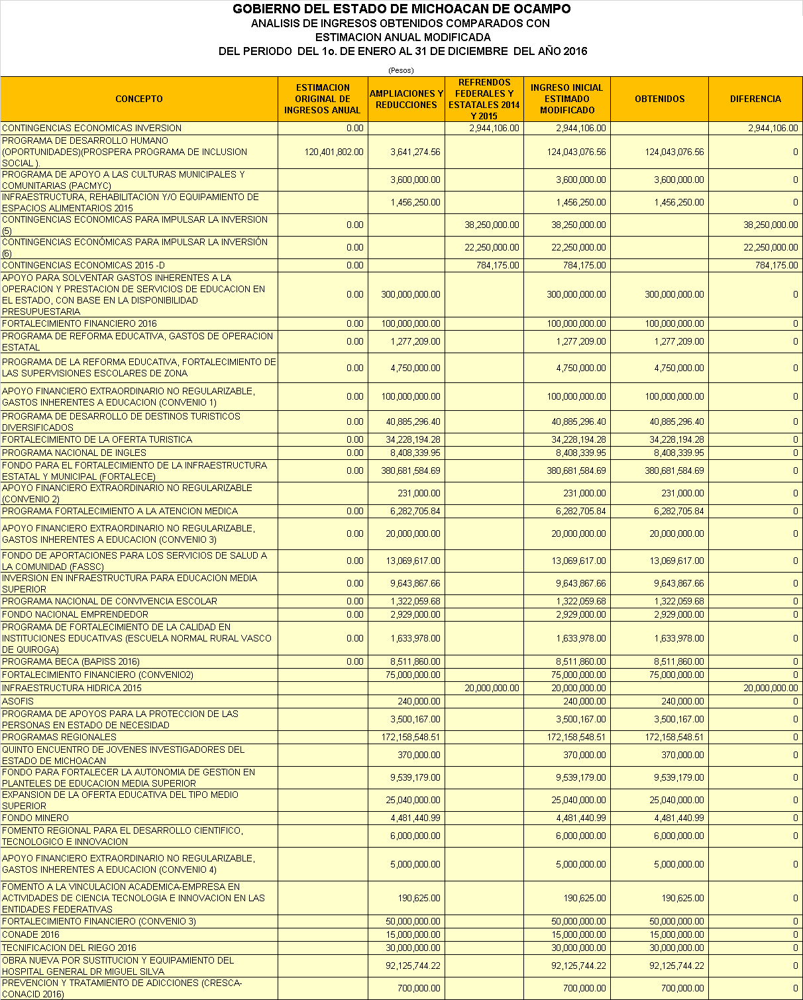 GOBIERNO DEL ESTADO DE MICHOACAN DE OCAMPO
ANALISIS DE INGRESOS OBTENIDOS COMPARADOS CON
ESTIMACION ANUAL MODIFICADA
DEL PERIODO DEL 1o. DE ENERO AL 31 DE DICIEMBRE DEL AÑO 2016
(Pesos)
CONCEPTO
ESTIMACION
ORIGINAL DE
INGRESOS ANUAL
AMPLIACIONES Y
REDUCCIONES
REFRENDOS
FEDERALES Y
ESTATALES 2014
Y 2015
INGRESO INICIAL
ESTIMADO
MODIFICADO
OBTENIDOS
DIFERENCIA
CONTINGENCIAS ECONOMICAS INVERSION 0.00 2,944,106.00 2,944,106.00 2,944,106.00
PROGRAMA DE DESARROLLO HUMANO
(OPORTUNIDADES)(PROSPERA PROGRAMA DE INCLUSION
SOCIAL ).
120,401,802.00 3,641,274.56 124,043,076.56 124,043,076.56 0
PROGRAMA DE APOYO A LAS CULTURAS MUNICIPALES Y
COMUNITARIAS (PACMYC)
3,600,000.00 3,600,000.00 3,600,000.00 0
INFRAESTRUCTURA, REHABILITACION Y/O EQUIPAMIENTO DE
ESPACIOS ALIMENTARIOS 2015
1,456,250.00 1,456,250.00 1,456,250.00 0
CONTINGENCIAS ECONOMICAS PARA IMPULSAR LA INVERSION
(5)
0.00 38,250,000.00 38,250,000.00 38,250,000.00
CONTINGENCIAS ECONÓMICAS PARA IMPULSAR LA INVERSIÓN
(6)
0.00 22,250,000.00 22,250,000.00 22,250,000.00
CONTINGENCIAS ECONOMICAS 2015 -D 0.00 784,175.00 784,175.00 784,175.00
APOYO PARA SOLVENTAR GASTOS INHERENTES A LA
OPERACION Y PRESTACION DE SERVICIOS DE EDUCACION EN
EL ESTADO, CON BASE EN LA DISPONIBILIDAD
PRESUPUESTARIA
0.00 300,000,000.00 300,000,000.00 300,000,000.00 0
FORTALECIMIENTO FINANCIERO 2016 0.00 100,000,000.00 100,000,000.00 100,000,000.00 0
PROGRAMA DE REFORMA EDUCATIVA, GASTOS DE OPERACION
ESTATAL
0.00 1,277,209.00 1,277,209.00 1,277,209.00 0
PROGRAMA DE LA REFORMA EDUCATIVA, FORTALECIMIENTO DE
LAS SUPERVISIONES ESCOLARES DE ZONA
0.00 4,750,000.00 4,750,000.00 4,750,000.00 0
APOYO FINANCIERO EXTRAORDINARIO NO REGULARIZABLE,
GASTOS INHERENTES A EDUCACION (CONVENIO 1)
0.00 100,000,000.00 100,000,000.00 100,000,000.00 0
PROGRAMA DE DESARROLLO DE DESTINOS TURISTICOS
DIVERSIFICADOS
0.00 40,885,296.40 40,885,296.40 40,885,296.40 0
FORTALECIMIENTO DE LA OFERTA TURISTICA 0.00 34,228,194.28 34,228,194.28 34,228,194.28 0
PROGRAMA NACIONAL DE INGLES 0.00 8,408,339.95 8,408,339.95 8,408,339.95 0
FONDO PARA EL FORTALECIMIENTO DE LA INFRAESTRUCTURA
ESTATAL Y MUNICIPAL (FORTALECE)
0.00 380,681,584.69 380,681,584.69 380,681,584.69 0
APOYO FINANCIERO EXTRAORDINARIO NO REGULARIZABLE
(CONVENIO 2)
231,000.00 231,000.00 231,000.00 0
PROGRAMA FORTALECIMIENTO A LA ATENCION MEDICA 0.00 6,282,705.84 6,282,705.84 6,282,705.84 0
APOYO FINANCIERO EXTRAORDINARIO NO REGULARIZABLE,
GASTOS INHERENTES A EDUCACION (CONVENIO 3)
0.00 20,000,000.00 20,000,000.00 20,000,000.00 0
FONDO DE APORTACIONES PARA LOS SERVICIOS DE SALUD A
LA COMUNIDAD (FASSC)
0.00 13,069,617.00 13,069,617.00 13,069,617.00 0
INVERSION EN INFRAESTRUCTURA PARA EDUCACION MEDIA
SUPERIOR
0.00 9,643,867.66 9,643,867.66 9,643,867.66 0
PROGRAMA NACIONAL DE CONVIVENCIA ESCOLAR 0.00 1,322,059.68 1,322,059.68 1,322,059.68 0
FONDO NACIONAL EMPRENDEDOR 0.00 2,929,000.00 2,929,000.00 2,929,000.00 0
PROGRAMA DE FORTALECIMIENTO DE LA CALIDAD EN
INSTITUCIONES EDUCATIVAS (ESCUELA NORMAL RURAL VASCO
DE QUIROGA)
0.00 1,633,978.00 1,633,978.00 1,633,978.00 0
PROGRAMA BECA (BAPISS 2016) 0.00 8,511,860.00 8,511,860.00 8,511,860.00 0
FORTALECIMIENTO FINANCIERO (CONVENIO2) 75,000,000.00 75,000,000.00 75,000,000.00 0
INFRAESTRUCTURA HIDRICA 2015 20,000,000.00 20,000,000.00 20,000,000.00
ASOFIS 240,000.00 240,000.00 240,000.00 0
PROGRAMA DE APOYOS PARA LA PROTECCION DE LAS
PERSONAS EN ESTADO DE NECESIDAD
3,500,167.00 3,500,167.00 3,500,167.00 0
PROGRAMAS REGIONALES 172,158,548.51 172,158,548.51 172,158,548.51 0
QUINTO ENCUENTRO DE JOVENES INVESTIGADORES DEL
ESTADO DE MICHOACAN
370,000.00 370,000.00 370,000.00 0
FONDO PARA FORTALECER LA AUTONOMIA DE GESTION EN
PLANTELES DE EDUCACION MEDIA SUPERIOR
9,539,179.00 9,539,179.00 9,539,179.00 0
EXPANSION DE LA OFERTA EDUCATIVA DEL TIPO MEDIO
SUPERIOR
25,040,000.00 25,040,000.00 25,040,000.00 0
FONDO MINERO 4,481,440.99 4,481,440.99 4,481,440.99 0
FOMENTO REGIONAL PARA EL DESARROLLO CIENTIFICO,
TECNOLOGICO E INNOVACION
6,000,000.00 6,000,000.00 6,000,000.00 0
APOYO FINANCIERO EXTRAORDINARIO NO REGULARIZABLE,
GASTOS INHERENTES A EDUCACION (CONVENIO 4)
5,000,000.00 5,000,000.00 5,000,000.00 0
FOMENTO A LA VINCULACION ACADEMICA-EMPRESA EN
ACTIVIDADES DE CIENCIA TECNOLOGIA E INNOVACION EN LAS
ENTIDADES FEDERATIVAS
190,625.00 190,625.00 190,625.00 0
FORTALECIMIENTO FINANCIERO (CONVENIO 3) 50,000,000.00 50,000,000.00 50,000,000.00 0
CONADE 2016 15,000,000.00 15,000,000.00 15,000,000.00 0
TECNIFICACION DEL RIEGO 2016 30,000,000.00 30,000,000.00 30,000,000.00 0
OBRA NUEVA POR SUSTITUCION Y EQUIPAMIENTO DEL
HOSPITAL GENERAL DR MIGUEL SILVA
92,125,744.22 92,125,744.22 92,125,744.22 0
PREVENCION Y TRATAMIENTO DE ADICCIONES (CRESCA-
CONACID 2016)
700,000.00 700,000.00 700,000.00 0